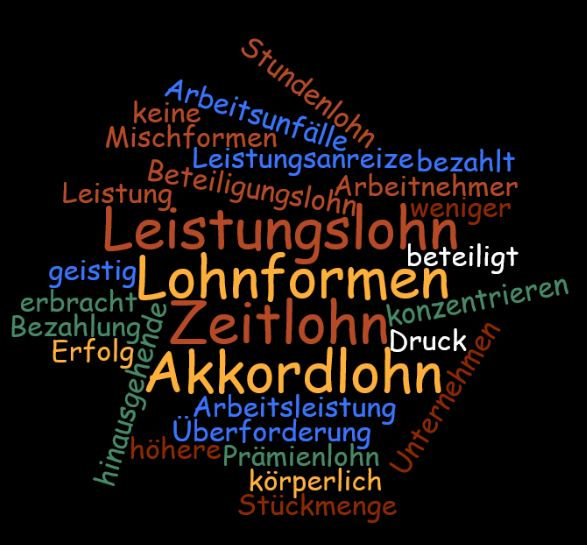 Stundenlohn
Arbeitsunfälle
keine
Mischformen
Leistungsanreize
bezahlt
Beteiligungslohn
Arbeitnehmer
Leistung
weniger
Leistungslohn
beteiligt
geistig
Lohnformen
erbracht
konzentrieren
Zeitlohn
Bezahlung
Druck
Erfolg
hinausgehende
Akkordlohn
Unternehmen
Arbeitsleistung
Überforderung
höhere
Prämienlohn
körperlich
Stückmenge